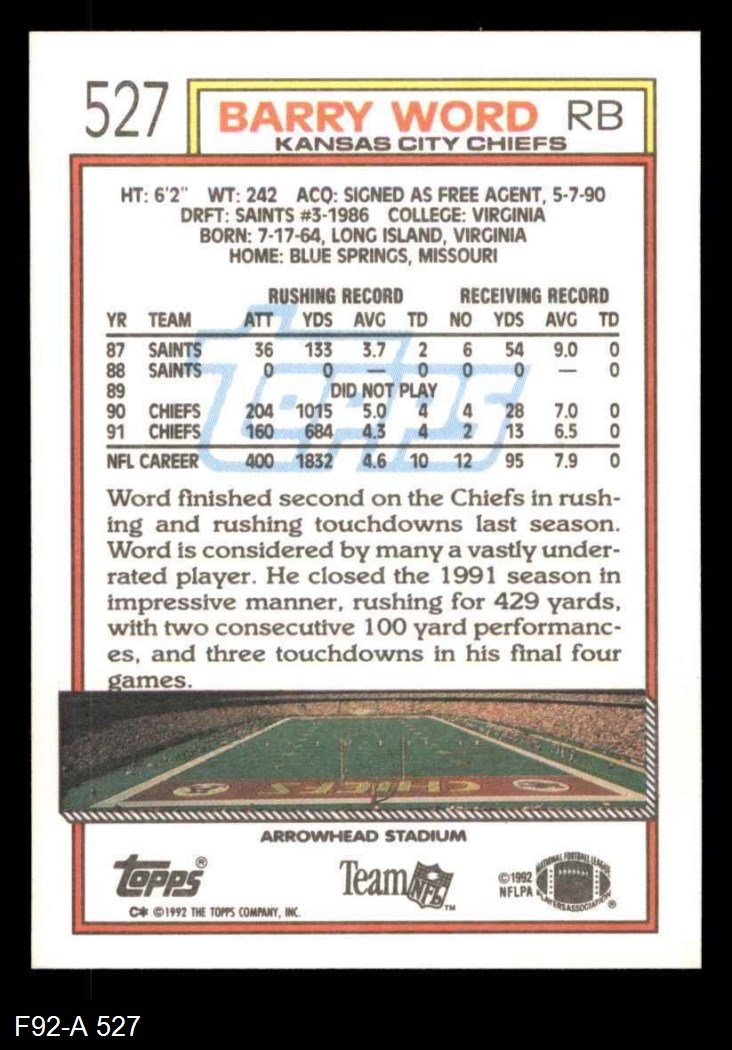 527
BARRY WORD RB
KANSAS CITY CHIEFS
HT: 6'2" WT: 242 ACQ: SIGNED AS FREE AGENT, 5-7-90
DRFT: SAINTS #3-1986 COLLEGE: VIRGINIA
BORN: 7-17-64, LONG ISLAND, VIRGINIA
HOME: BLUE SPRINGS, MISSOURI
RUSHING RECORD RECEIVING RECORD
YR TEAM ATT YDS AVG TD NO YDS AVG TD
87 SAINTS 36 133 3.7 2 6 54 9.0 0
88 SAINTS 0 0 — 0 0 0 — 0
89 DID NOT PLAY
90 CHIEFS 204 1015 5.0 4 4 28 7.0 0
91 CHIEFS 160 684 4.3 4 2 13 6.5 0
NFL CAREER 400 1832 4.6 10 12 95 7.9 0
topps
Word finished second on the Chiefs in rush-
ing and rushing touchdowns last season.
Word is considered by many a vastly under-
rated player. He closed the 1991 season in
impressive manner, rushing for 429 yards,
with two consecutive 100 yard performanc-
es, and three touchdowns in his final four
games.
CHIEFS
ARROWHEAD STADIUM
topps®
Team NFL™
©1992
NFLPA
NATIONAL FOOTBALL LEAGUE
PLAYERS ASSOCIATION ®
C* ©1992 THE TOPPS COMPANY, INC.
F92-A 527